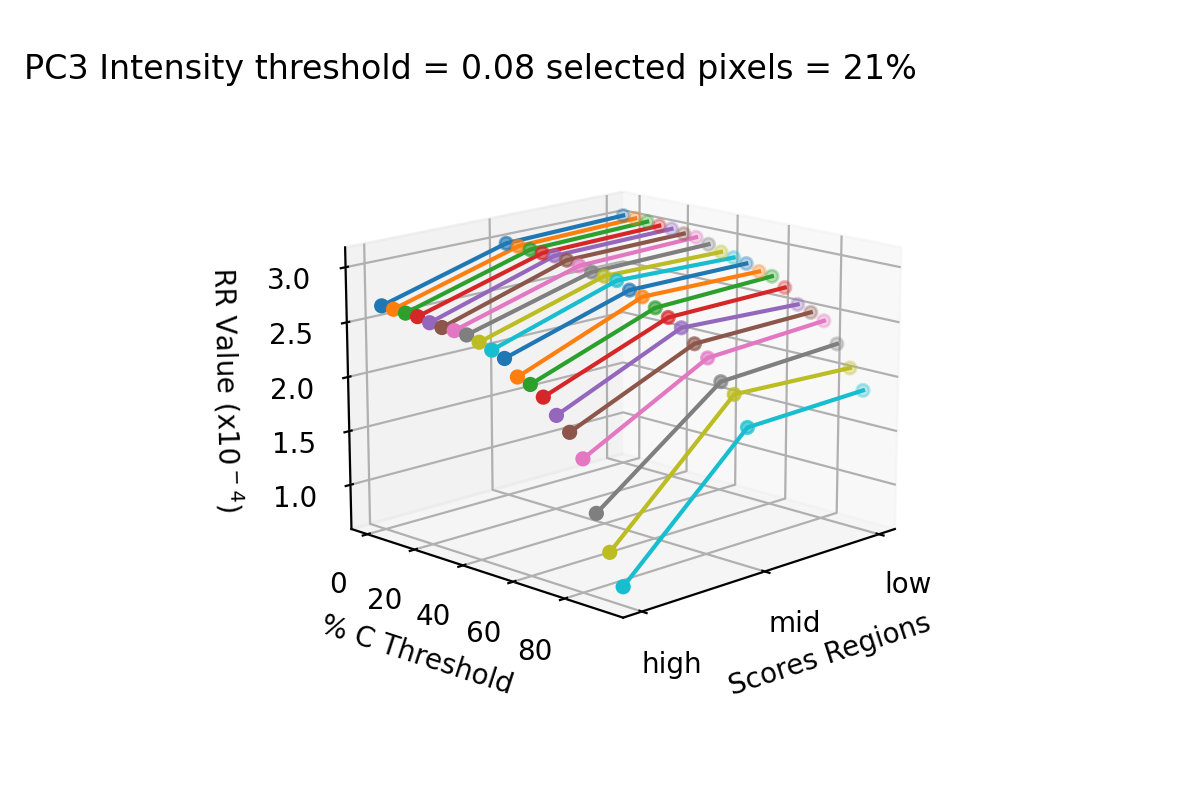 PC3 Intensity threshold = 0.08 selected pixels = 21%
3.0
2.5
2.0
1.5
1.0
RR Value (x10⁻⁴)
0
20
40
60
80
% C Threshold
high
mid
low
Scores Regions